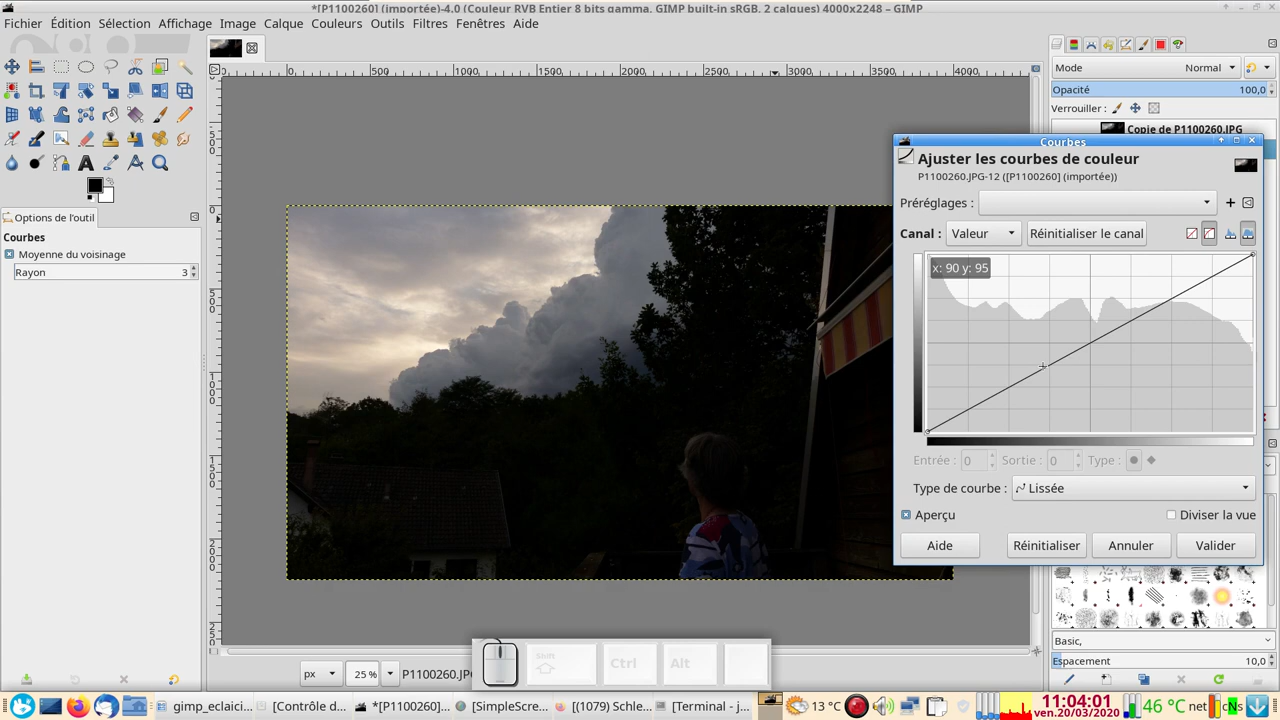 *[P1100260] (importée)-4.0 (Couleur RVB Entier 8 bits gamma, GIMP built-in sRGB, 2 calques) 4000x2248 – GIMP
Fichier Édition Sélection Affichage Image Calque Couleurs Outils Filtres Fenêtres Aide
Mode Normal
Opacité 100,0
Verrouiller :
Copie de P1100260.JPG
0 500 1000 1500 2000 2500 3000 3500 4000
Options de l'outil
Courbes
Moyenne du voisinage
Rayon 3
Courbes
Ajuster les courbes de couleur
P1100260.JPG-12 ([P1100260] (importée))
Préréglages :
Canal : Valeur Réinitialiser le canal
x: 90 y: 95
Entrée : 0 Sortie : 0 Type :
Type de courbe : Lissée
Aperçu Diviser la vue
Aide Réinitialiser Annuler Valider
Basic,
Espacement 10,0
Shift
Ctrl
Alt
px 25 % P1100260.JPG
gimp_eclaici [Contrôle d... *[P1100260]... [SimpleScre... [(1079) Schle... [Terminal - j... 13 °C 11:04:01 46 °C net cNs
ven.20/03/2020